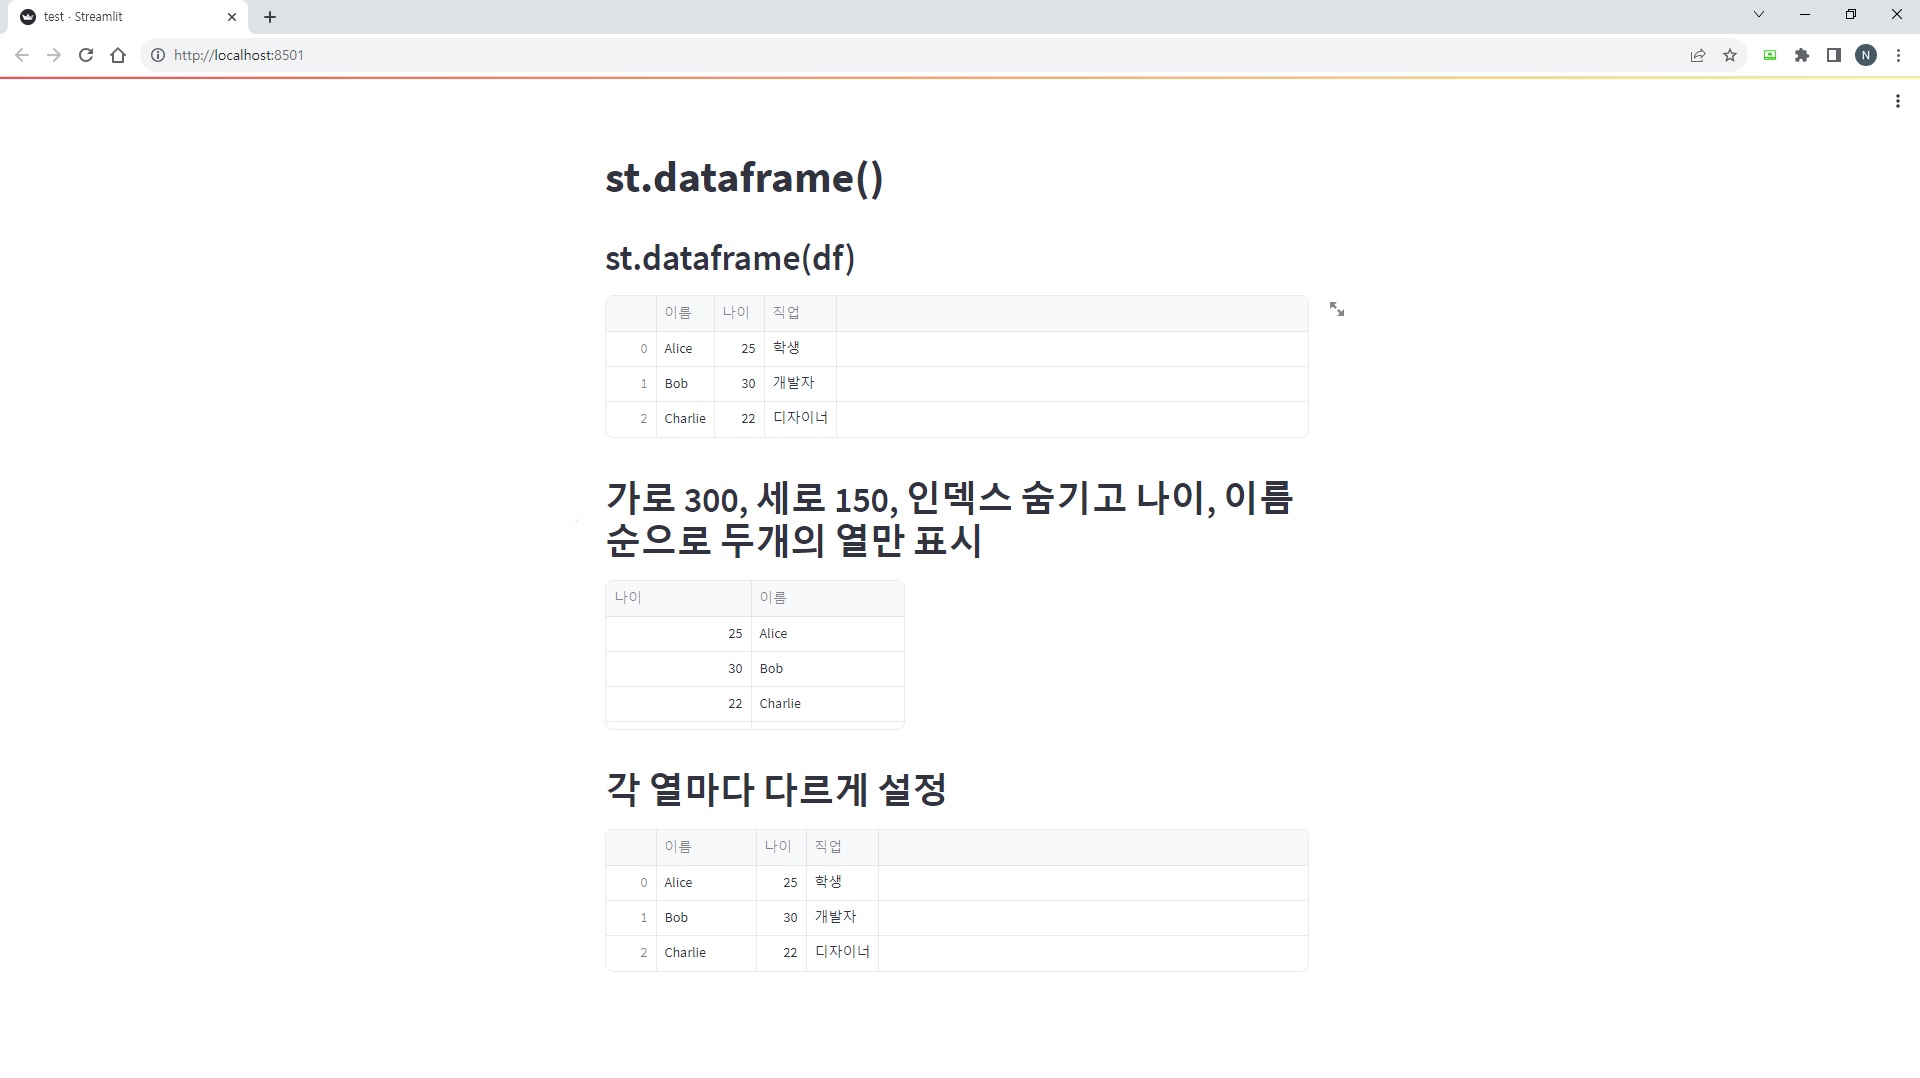 test · Streamlit
http://localhost:8501
N
st.dataframe()
st.dataframe(df)
이름 나이 직업
0 Alice 25 학생
1 Bob 30 개발자
2 Charlie 22 디자이너
가로 300, 세로 150, 인덱스 숨기고 나이, 이름
순으로 두개의 열만 표시
나이 이름
25 Alice
30 Bob
22 Charlie
각 열마다 다르게 설정
이름 나이 직업
0 Alice 25 학생
1 Bob 30 개발자
2 Charlie 22 디자이너